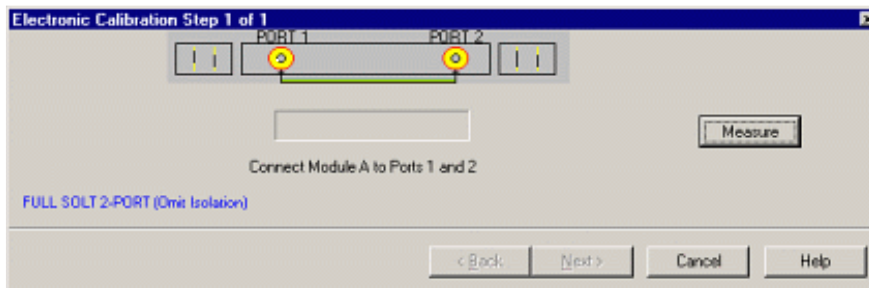 Electronic Calibration Step 1 of 1
PORT 1 PORT 2
Measure
Connect Module A to Ports 1 and 2
FULL SOLT 2-PORT (Omit Isolation)
< Back Next > Cancel Help